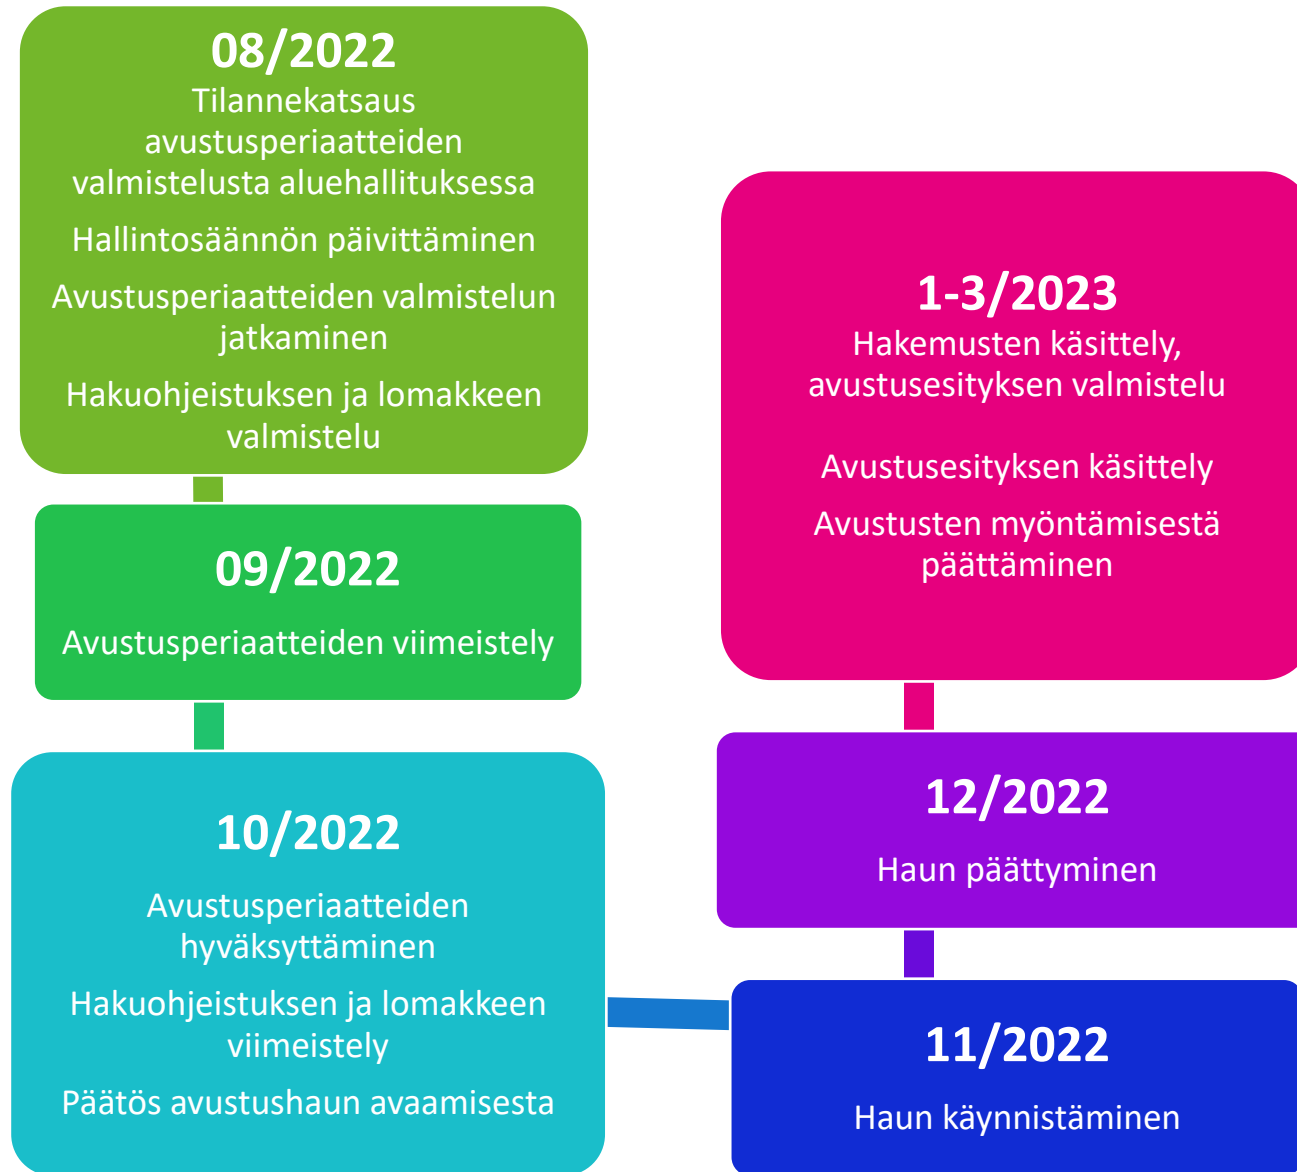 08/2022
Tilannekatsaus
avustusperiaatteiden
valmistelusta aluehallituksessa
Hallintosäännön päivittäminen
Avustusperiaatteiden valmistelun
jatkaminen
Hakuohjeistuksen ja lomakkeen
valmistelu
09/2022
Avustusperiaatteiden viimeistely
10/2022
Avustusperiaatteiden
hyväksyttäminen
Hakuohjeistuksen ja lomakkeen
viimeistely
Päätös avustushaun avaamisesta
11/2022
Haun käynnistäminen
12/2022
Haun päättyminen
1-3/2023
Hakemusten käsittely,
avustusesityksen valmistelu
Avustusesityksen käsittely
Avustusten myöntämisestä
päättäminen